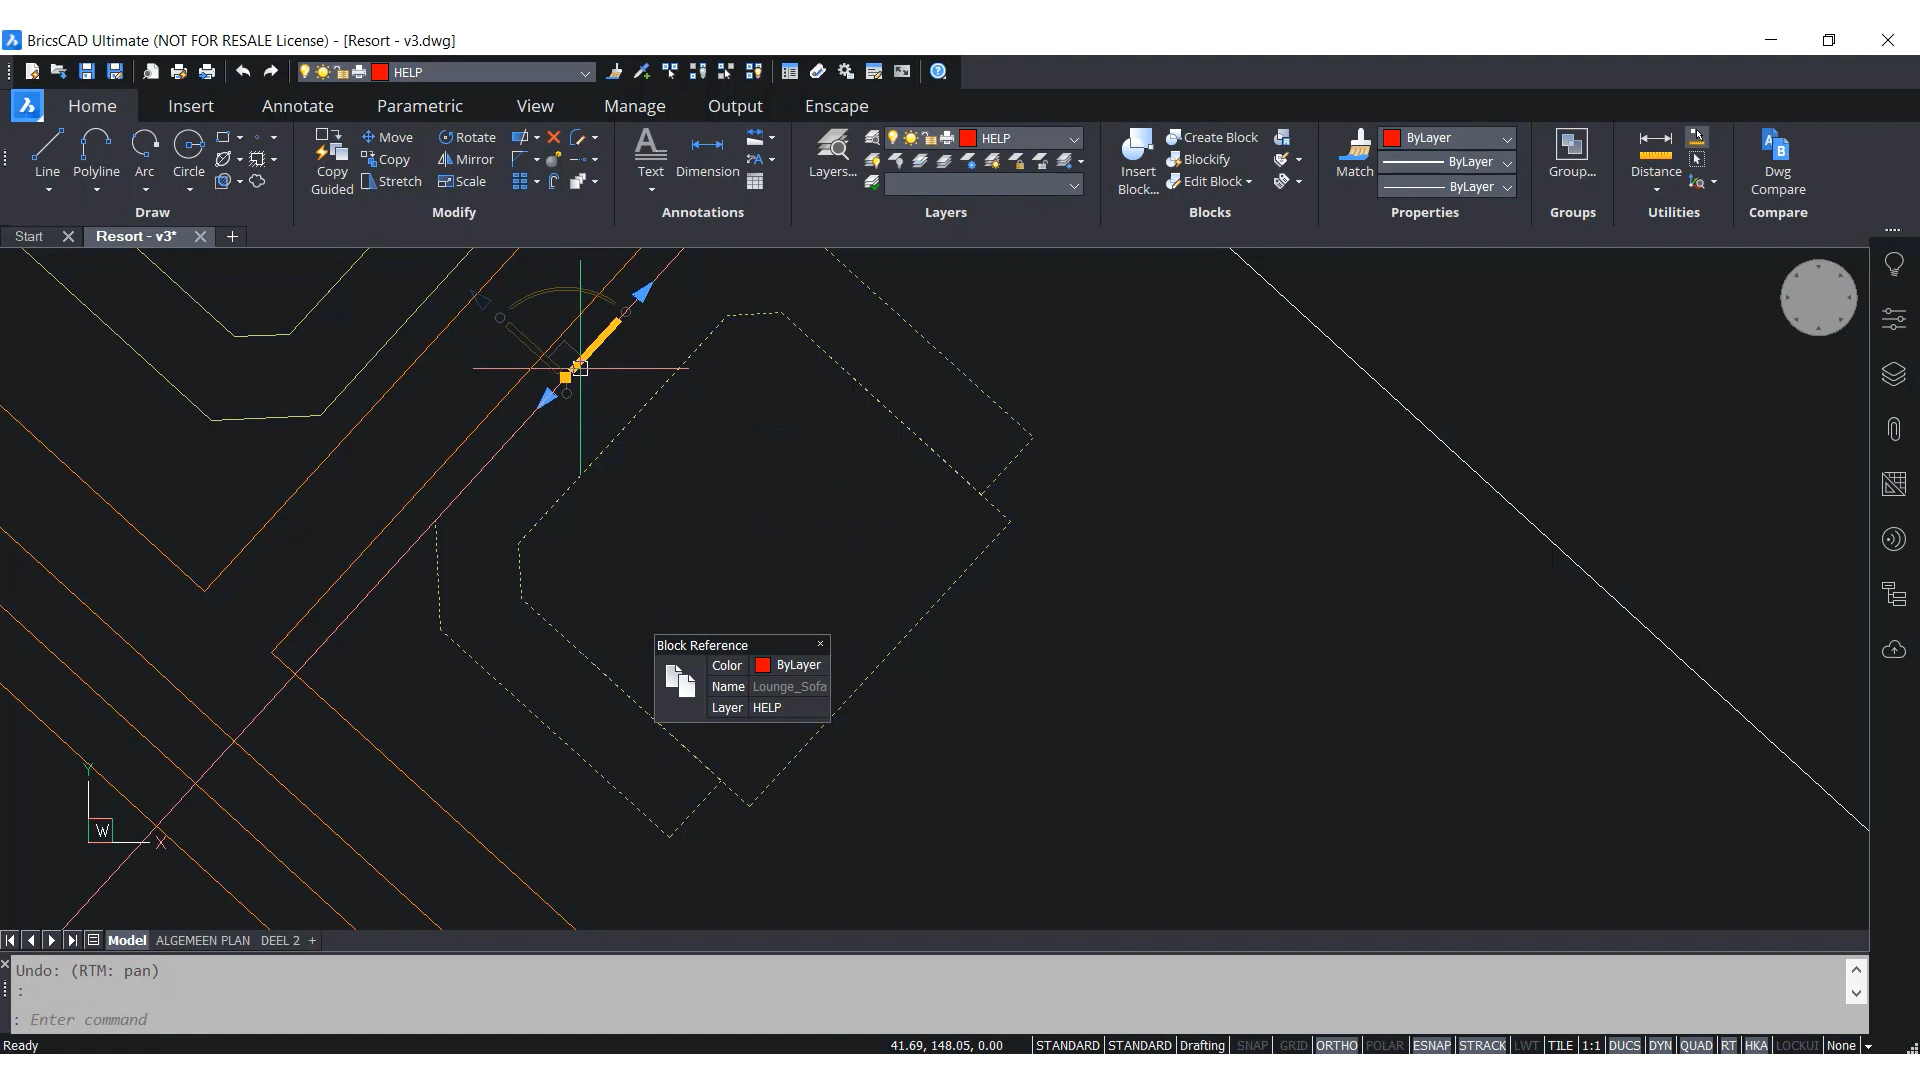 BricsCAD Ultimate (NOT FOR RESALE License) - [Resort - v3.dwg]
HELP
Home Insert Annotate Parametric View Manage Output Enscape
Line Polyline Arc Circle
Draw
Copy Guided
Move Rotate
Copy Mirror
Stretch Scale
Modify
Text Dimension
Annotations
Layers...
HELP
Layers
Insert Block...
Create Block
Blockify
Edit Block
Blocks
Match
ByLayer
ByLayer
ByLayer
Properties
Group...
Groups
Distance
Utilities
Dwg Compare
Compare
Start Resort - v3*
Block Reference
Color ByLayer
Name Lounge_Sofa
Layer HELP
Y
W
X
Model ALGEMEEN PLAN DEEL 2 +
Undo: (RTM: pan)
:
: Enter command
Ready 41.69, 148.05, 0.00 STANDARD STANDARD Drafting SNAP GRID ORTHO POLAR ESNAP STRACK LWT TILE 1:1 DUCS DYN QUAD RT HKA LOCKUI None